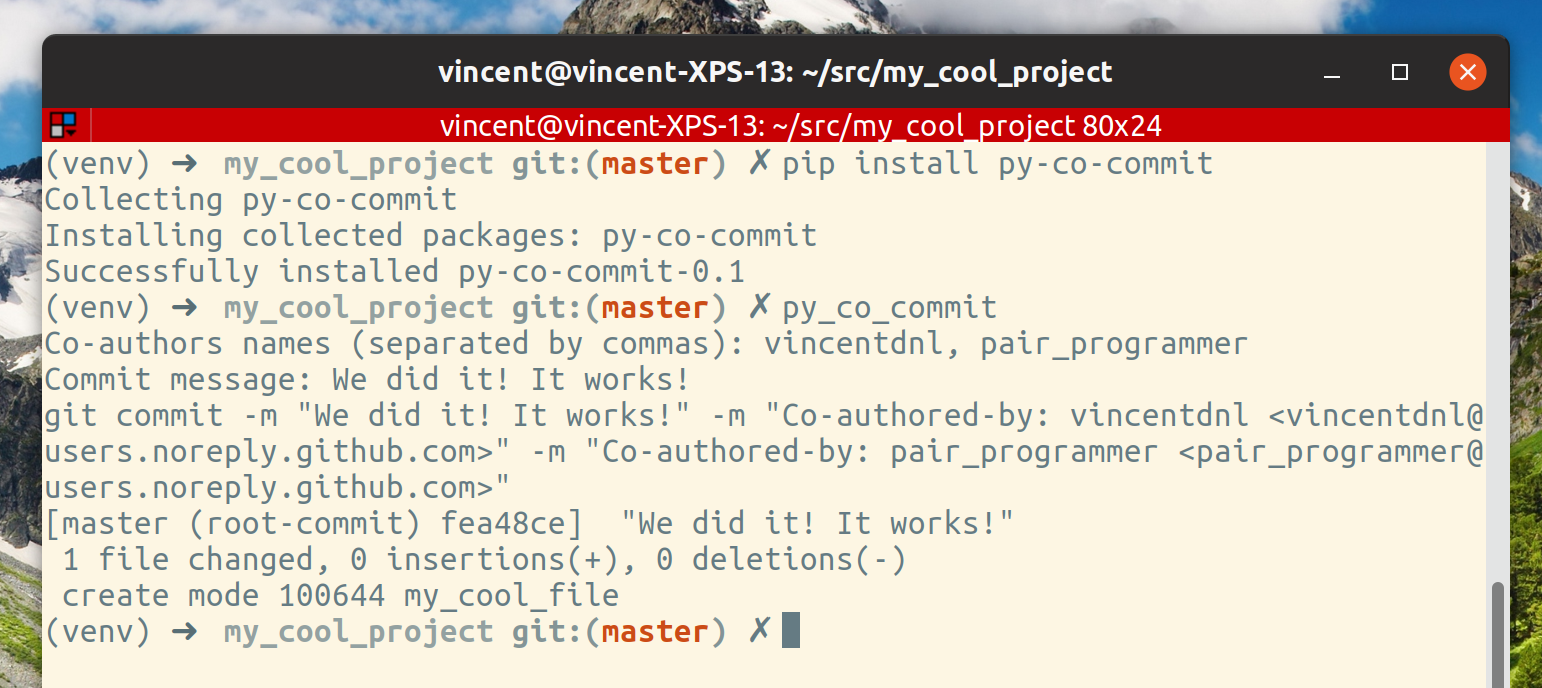 vincent@vincent-XPS-13: ~/src/my_cool_project
vincent@vincent-XPS-13: ~/src/my_cool_project 80x24
(venv) ➜  my_cool_project git:(master) ✗ pip install py-co-commit
Collecting py-co-commit
Installing collected packages: py-co-commit
Successfully installed py-co-commit-0.1
(venv) ➜  my_cool_project git:(master) ✗ py_co_commit
Co-authors names (separated by commas): vincentdnl, pair_programmer
Commit message: We did it! It works!
git commit -m "We did it! It works!" -m "Co-authored-by: vincentdnl <vincentdnl@
users.noreply.github.com>" -m "Co-authored-by: pair_programmer <pair_programmer@
users.noreply.github.com>"
[master (root-commit) fea48ce]  "We did it! It works!"
 1 file changed, 0 insertions(+), 0 deletions(-)
 create mode 100644 my_cool_file
(venv) ➜  my_cool_project git:(master) ✗